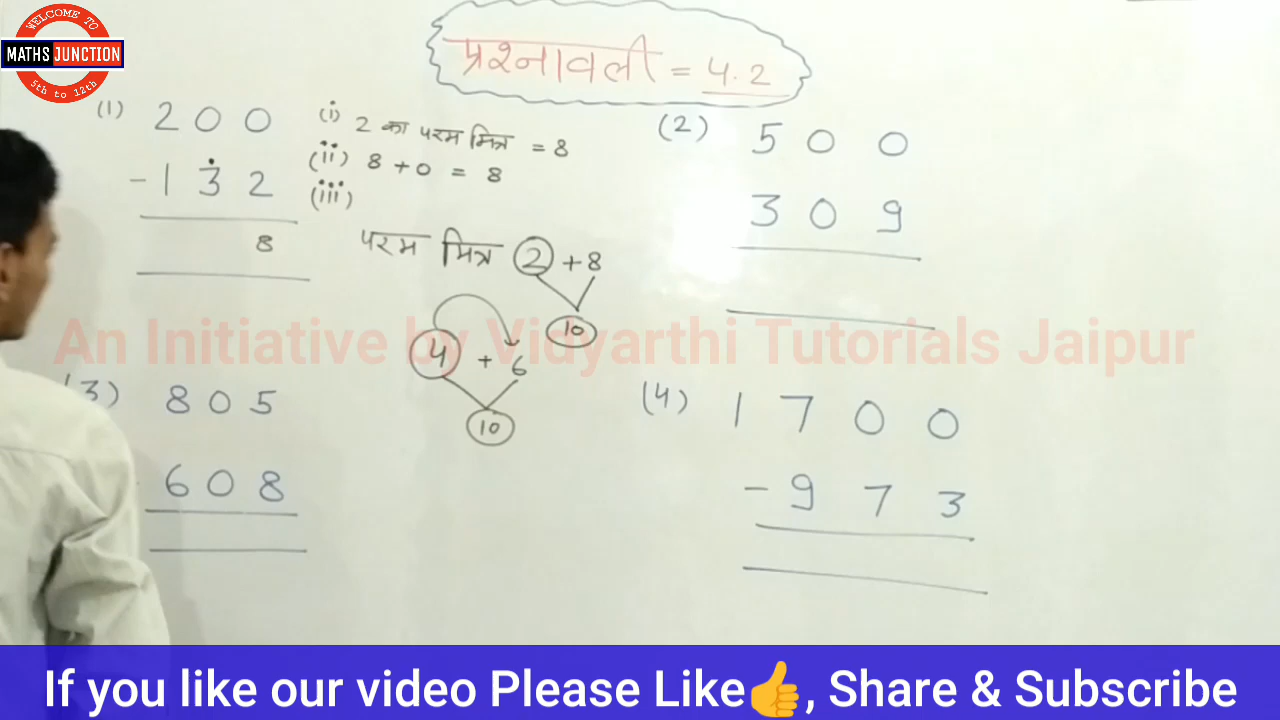 WELCOME TO
MATHS JUNCTION
5th to 12th
प्रश्नावली = 4.2
(1) 200
- 132
8
(i) 2 का परम मित्र = 8
(ii) 8 + 0 = 8
(iii)
परम मित्र 2 + 8
10
4 + 6
10
(2) 500
309
An Initiative by Vidyarthi Tutorials Jaipur
(3) 805
608
(4) 1700
- 973
If you like our video Please Like👍, Share & Subscribe